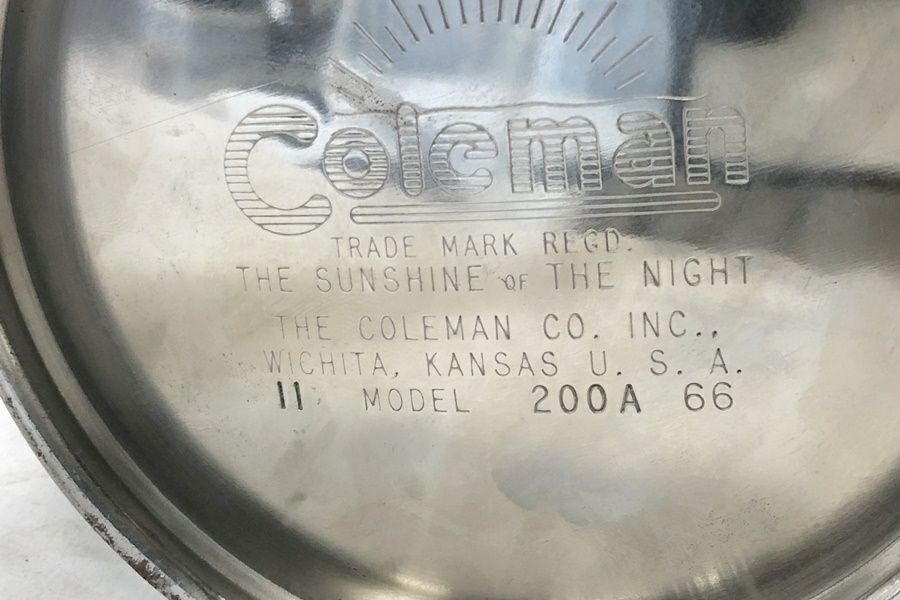 Coleman
TRADE MARK REGD.
THE SUNSHINE OF THE NIGHT
THE COLEMAN CO. INC.,
WICHITA, KANSAS U. S. A.
11 MODEL 200A 66